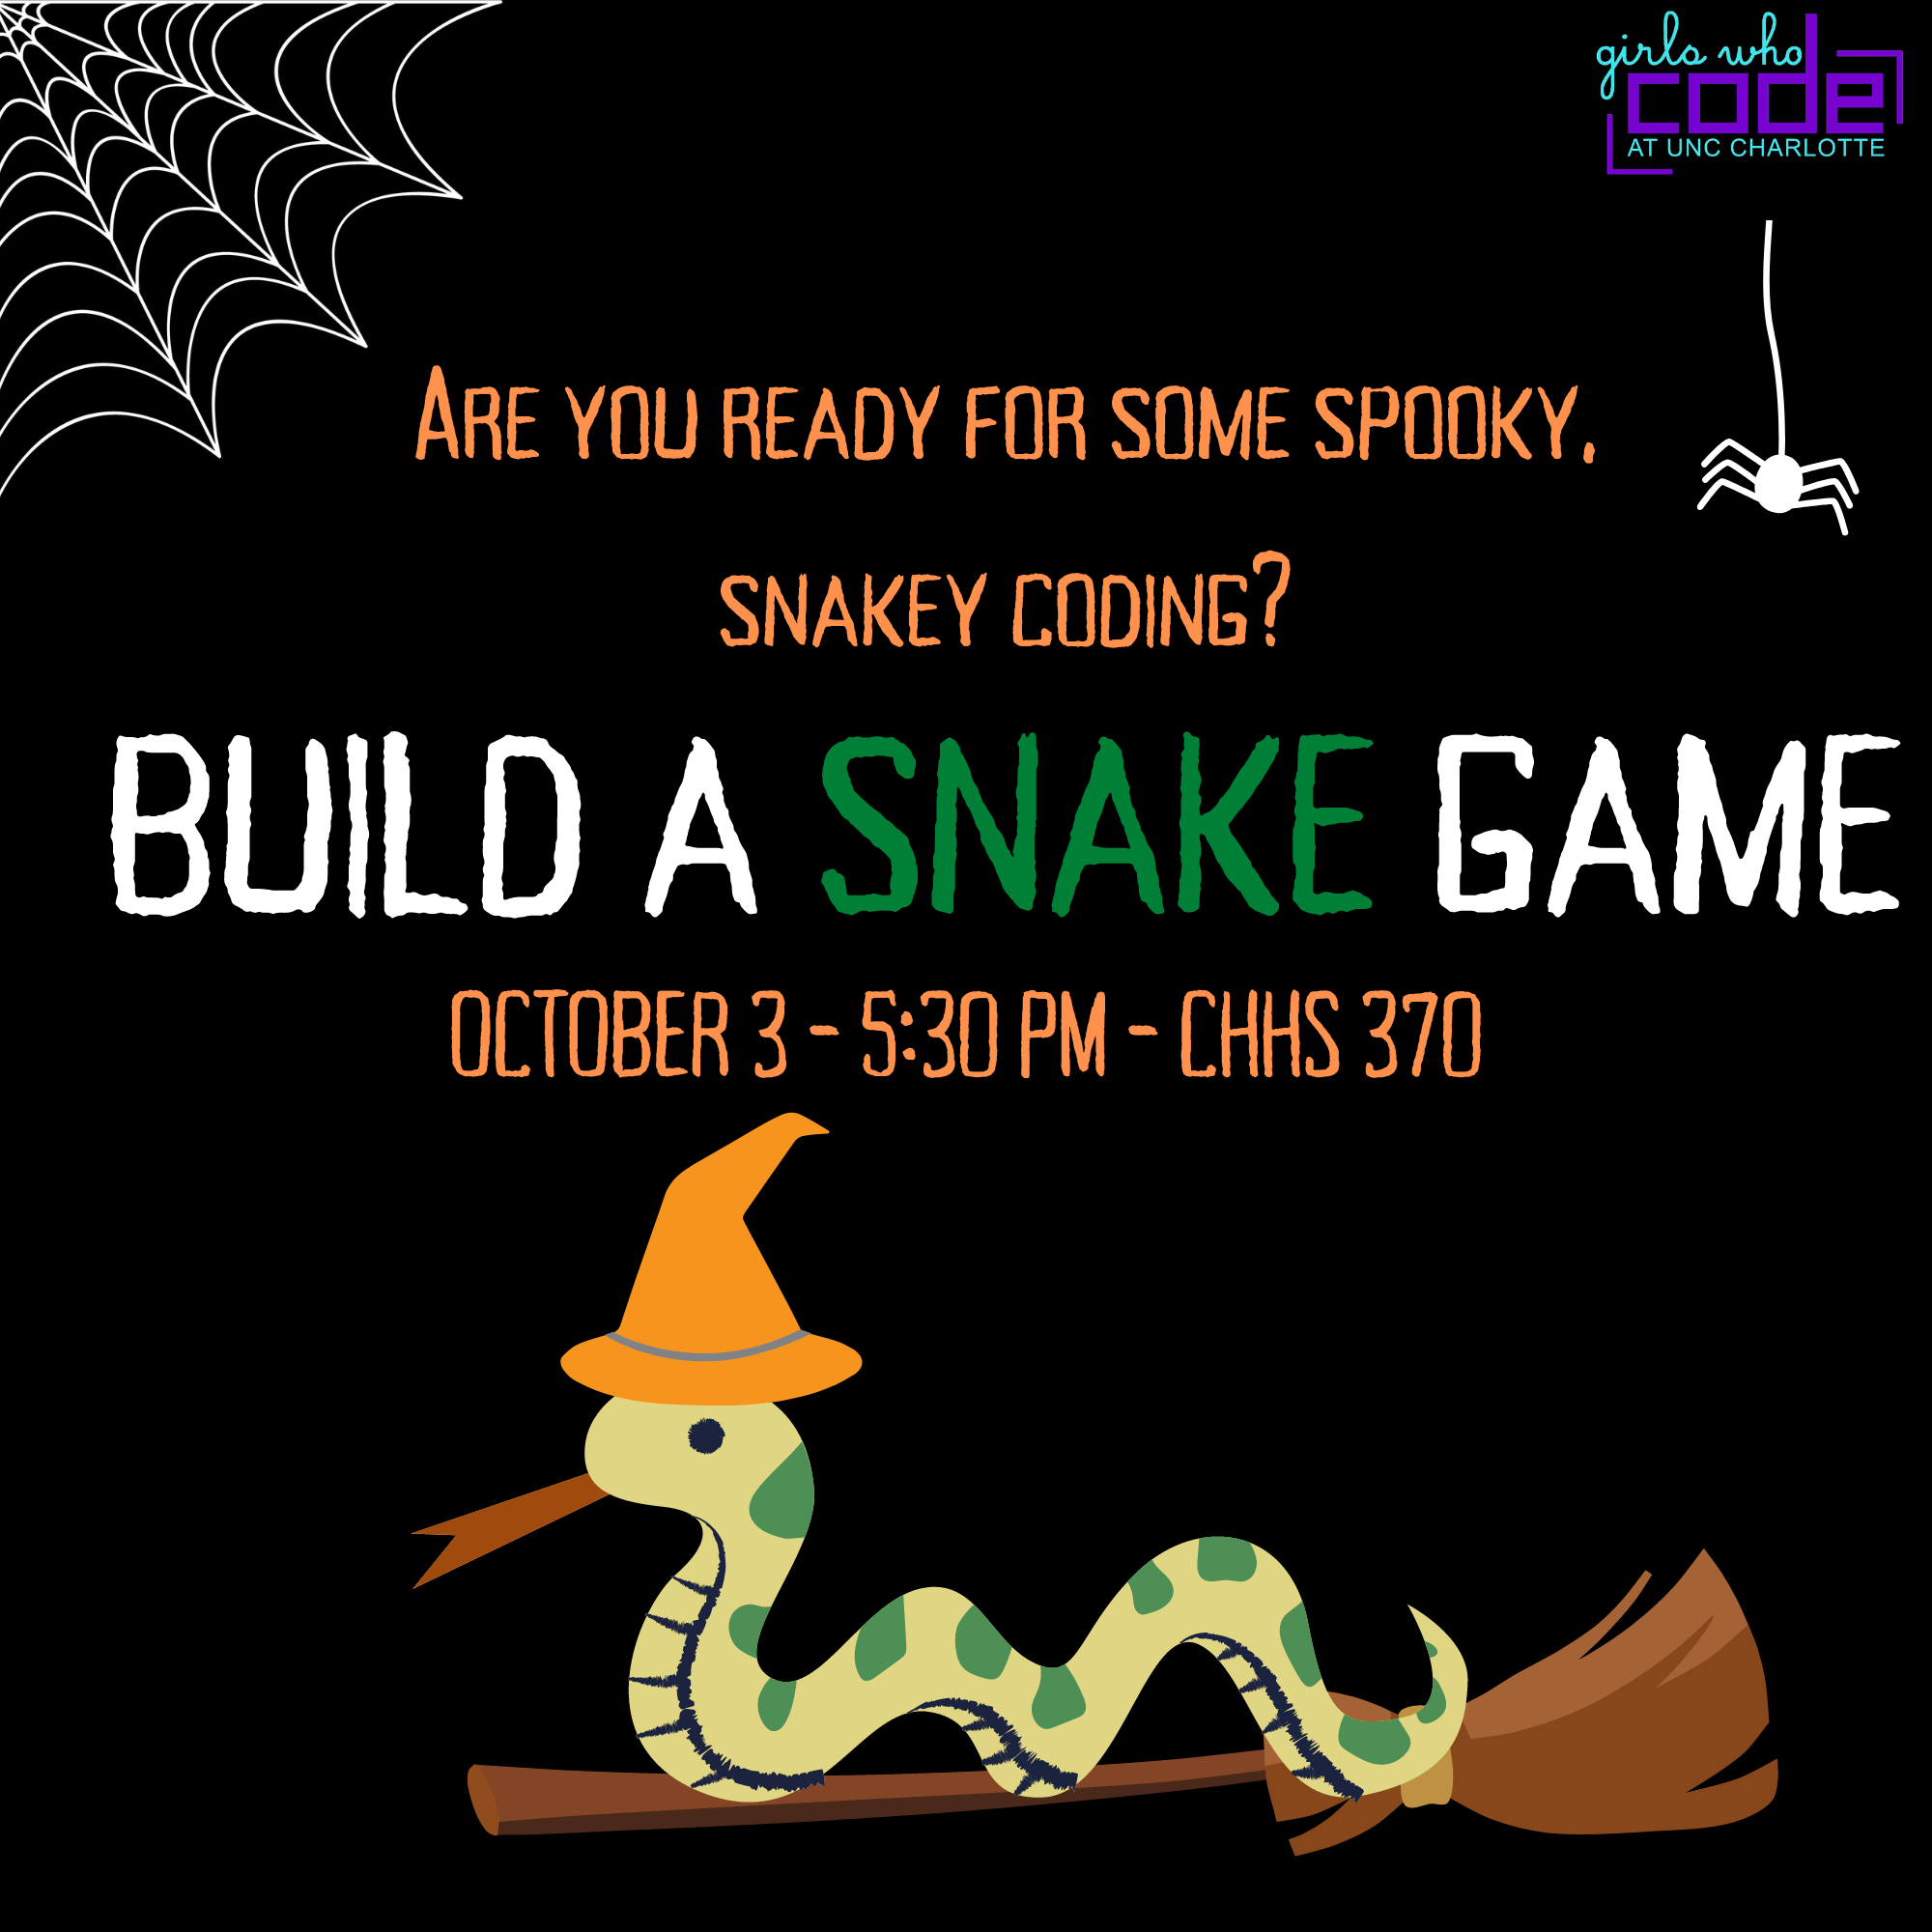 girls who
code
AT UNC CHARLOTTE
Are you ready for some spooky,
snakey coding?
BUILD A SNAKE GAME
OCTOBER 3 - 5:30 PM - CHHS 370